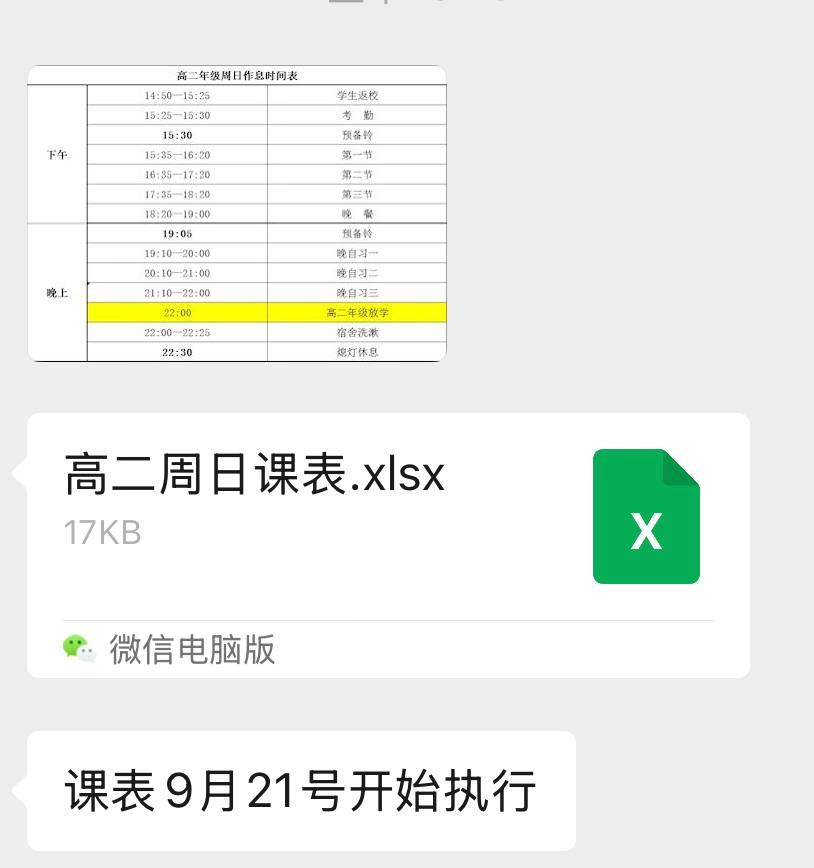 高二年级周日作息时间表
下午
14:50—15:25 学生返校
15:25—15:30 考 勤
15:30 预备铃
15:35—16:20 第一节
16:35—17:20 第二节
17:35—18:20 第三节
18:20—19:00 晚 餐
晚上
19:05 预备铃
19:10—20:00 晚自习一
20:10—21:00 晚自习二
21:10—22:00 晚自习三
22:00 高二年级放学
22:00—22:25 宿舍洗漱
22:30 熄灯休息
高二周日课表.xlsx
17KB
X
微信电脑版
课表9月21号开始执行